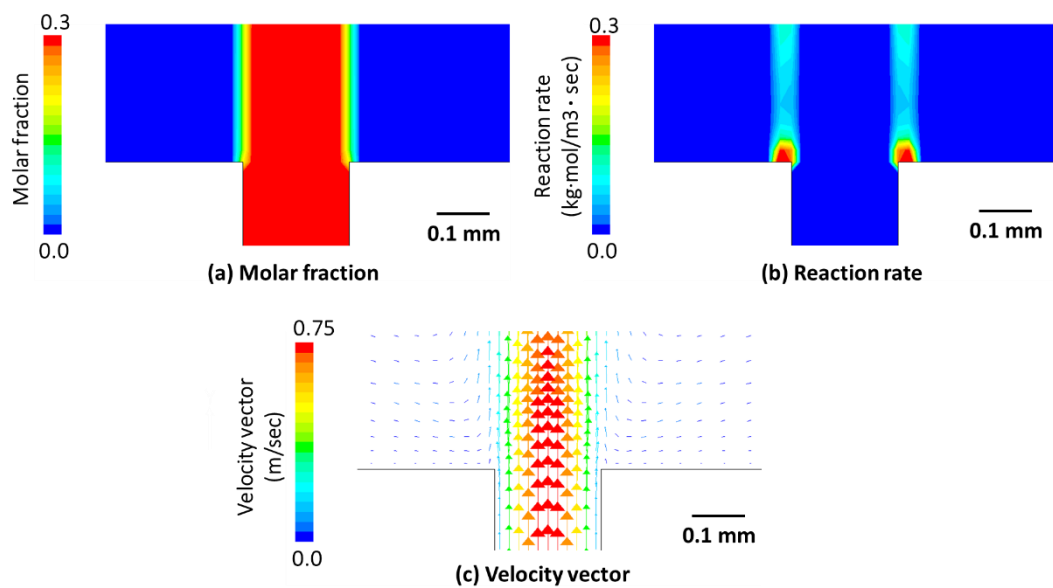 0.3
Molar fraction
0.0
0.1 mm
(a) Molar fraction
0.3
Reaction rate
(kg·mol/m3・sec)
0.0
0.1 mm
(b) Reaction rate
0.75
Velocity vector
(m/sec)
0.0
0.1 mm
(c) Velocity vector